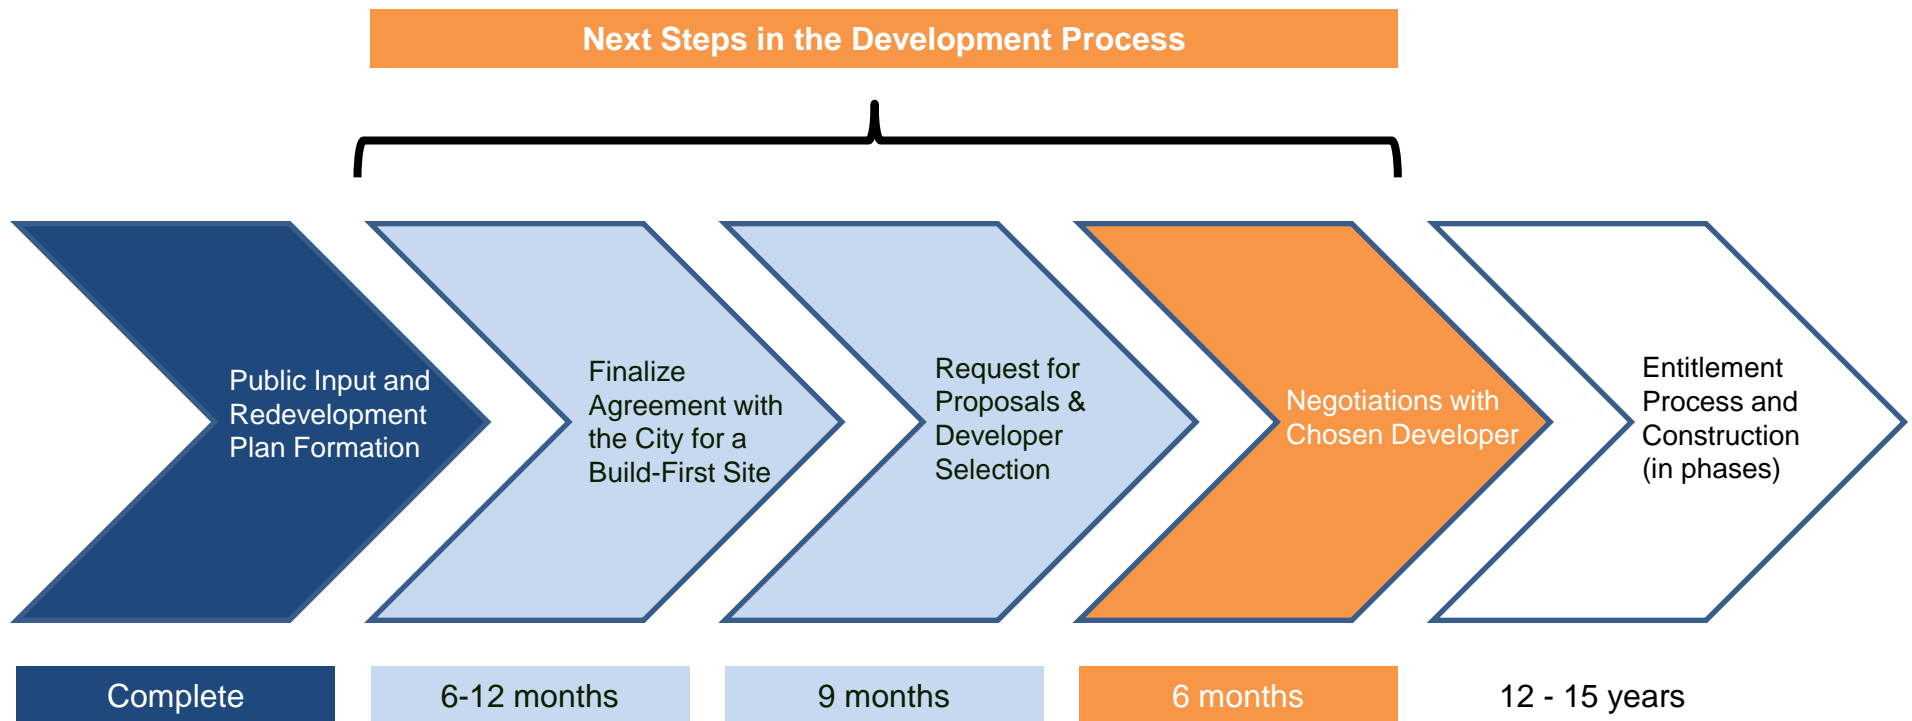 Next Steps in the Development Process
Public Input and
Redevelopment
Plan Formation
Finalize
Agreement with
the City for a
Build-First Site
Request for
Proposals &
Developer
Selection
Negotiations with
Chosen Developer
Entitlement
Process and
Construction
(in phases)
Complete
6-12 months
9 months
6 months
12 - 15 years